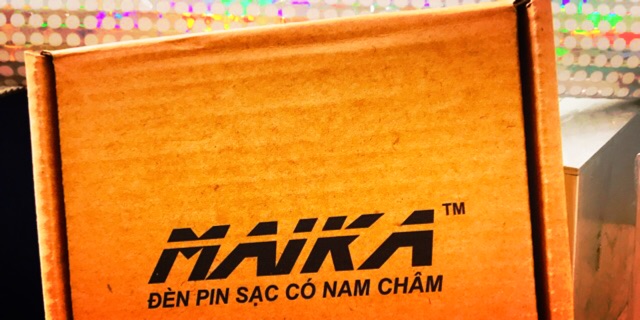 MAIKA™
ĐÈN PIN SẠC CÓ NAM CHÂM